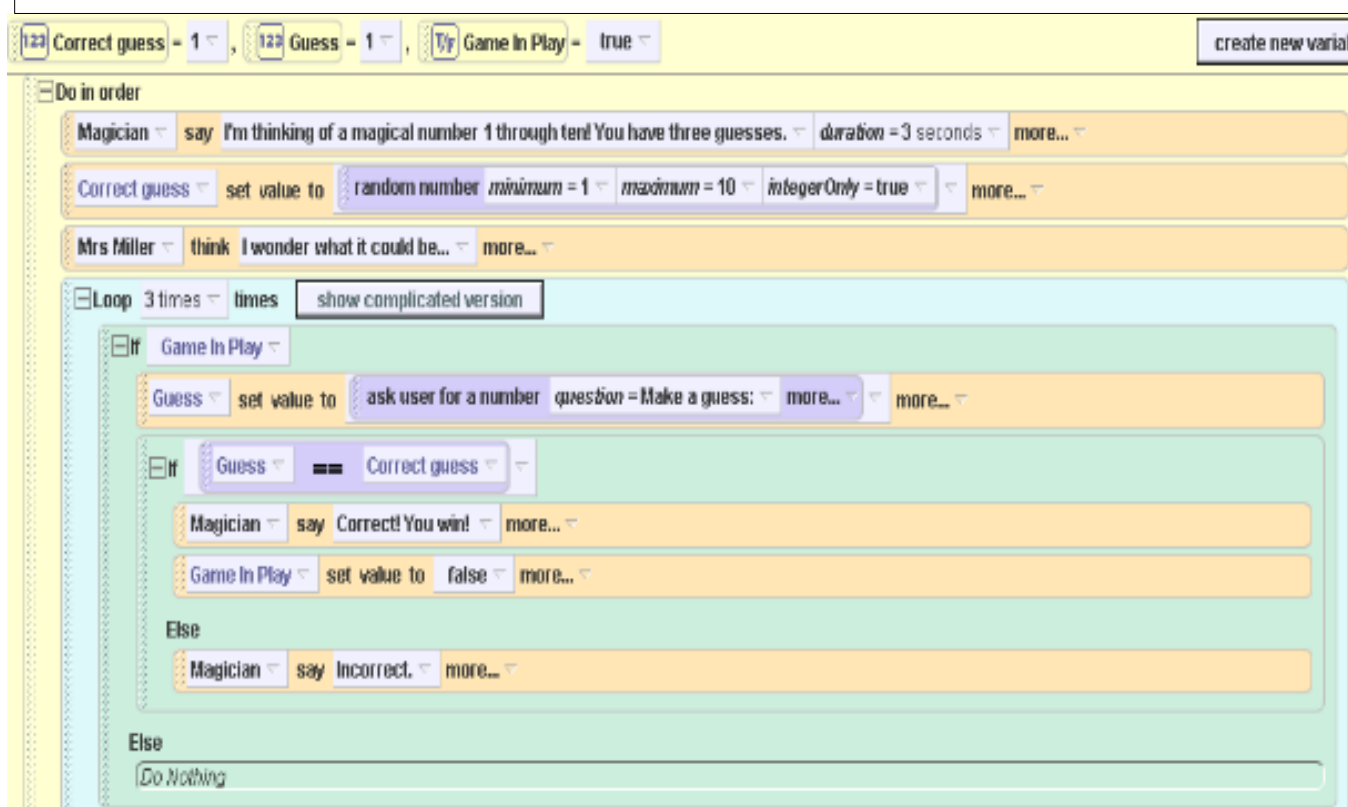 123 Correct guess = 1 , 123 Guess = 1 , T/F Game In Play = true create new varial
Do in order
Magician say I'm thinking of a magical number 1 through ten! You have three guesses. duration = 3 seconds more...
Correct guess set value to random number minimum = 1 maximum = 10 integerOnly = true more...
Mrs Miller think I wonder what it could be... more...
Loop 3 times times show complicated version
If Game In Play
Guess set value to ask user for a number question = Make a guess: more... more...
If Guess == Correct guess
Magician say Correct! You win! more...
Game In Play set value to false more...
Else
Magician say Incorrect. more...
Else
Do Nothing